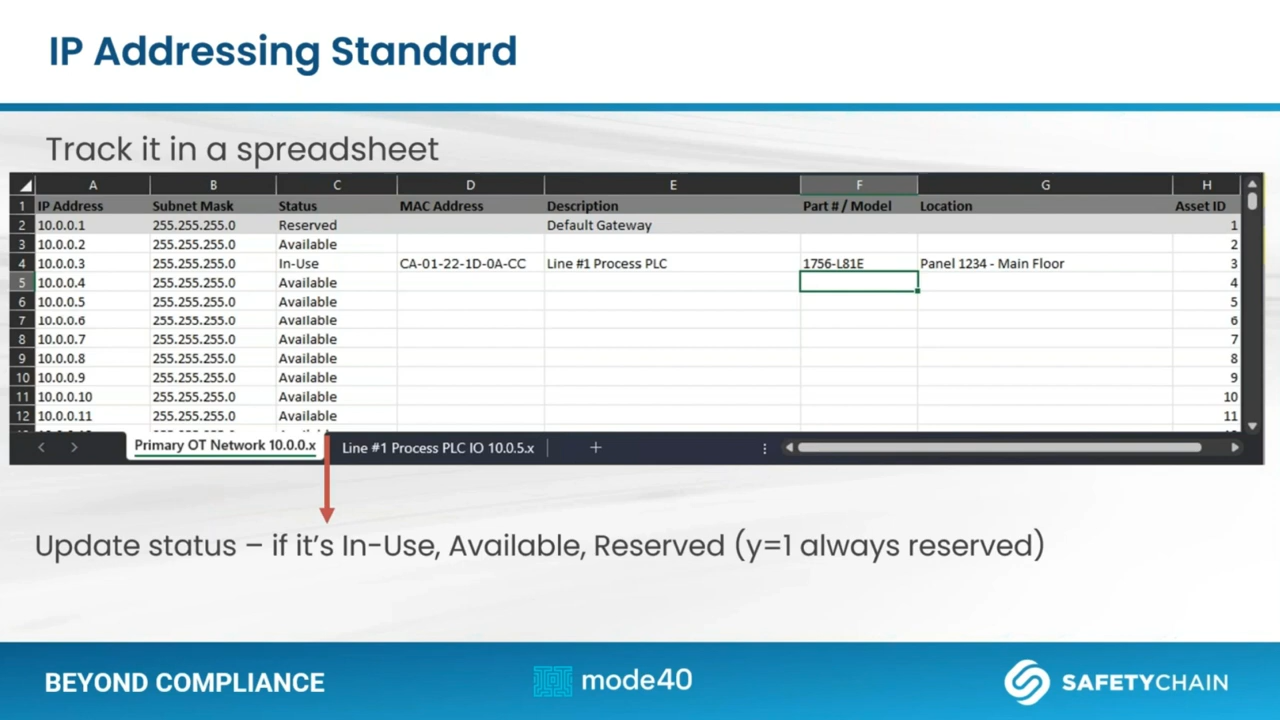 IP Addressing Standard
Track it in a spreadsheet
A B C D E F G H
1 IP Address Subnet Mask Status MAC Address Description Part # / Model Location Asset ID
2 10.0.0.1 255.255.255.0 Reserved Default Gateway 1
3 10.0.0.2 255.255.255.0 Available 2
4 10.0.0.3 255.255.255.0 In-Use CA-01-22-1D-0A-CC Line #1 Process PLC 1756-L81E Panel 1234 - Main Floor 3
5 10.0.0.4 255.255.255.0 Available 4
6 10.0.0.5 255.255.255.0 Available 5
7 10.0.0.6 255.255.255.0 Available 6
8 10.0.0.7 255.255.255.0 Available 7
9 10.0.0.8 255.255.255.0 Available 8
10 10.0.0.9 255.255.255.0 Available 9
11 10.0.0.10 255.255.255.0 Available 10
12 10.0.0.11 255.255.255.0 Available 11
Primary OT Network 10.0.0.x Line #1 Process PLC IO 10.0.5.x
Update status – if it's In-Use, Available, Reserved (y=1 always reserved)
BEYOND COMPLIANCE mode40 SAFETYCHAIN